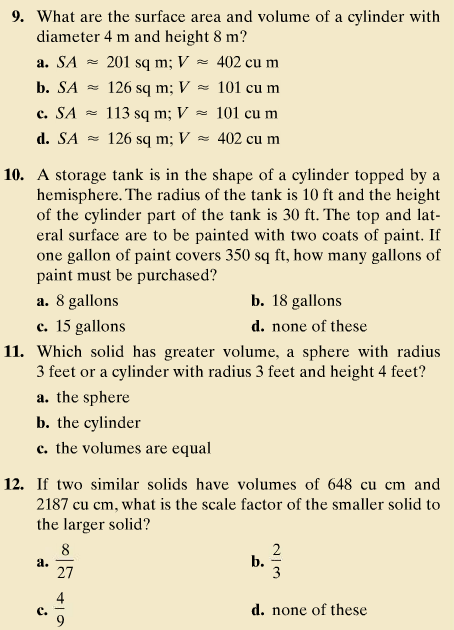 9. What are the surface area and volume of a cylinder with
diameter 4 m and height 8 m?
a. SA ≈ 201 sq m; V ≈ 402 cu m
b. SA ≈ 126 sq m; V ≈ 101 cu m
c. SA ≈ 113 sq m; V ≈ 101 cu m
d. SA ≈ 126 sq m; V ≈ 402 cu m
10. A storage tank is in the shape of a cylinder topped by a
hemisphere. The radius of the tank is 10 ft and the height
of the cylinder part of the tank is 30 ft. The top and lat-
eral surface are to be painted with two coats of paint. If
one gallon of paint covers 350 sq ft, how many gallons of
paint must be purchased?
a. 8 gallons b. 18 gallons
c. 15 gallons d. none of these
11. Which solid has greater volume, a sphere with radius
3 feet or a cylinder with radius 3 feet and height 4 feet?
a. the sphere
b. the cylinder
c. the volumes are equal
12. If two similar solids have volumes of 648 cu cm and
2187 cu cm, what is the scale factor of the smaller solid to
the larger solid?
a. 8/27 b. 2/3
c. 4/9 d. none of these